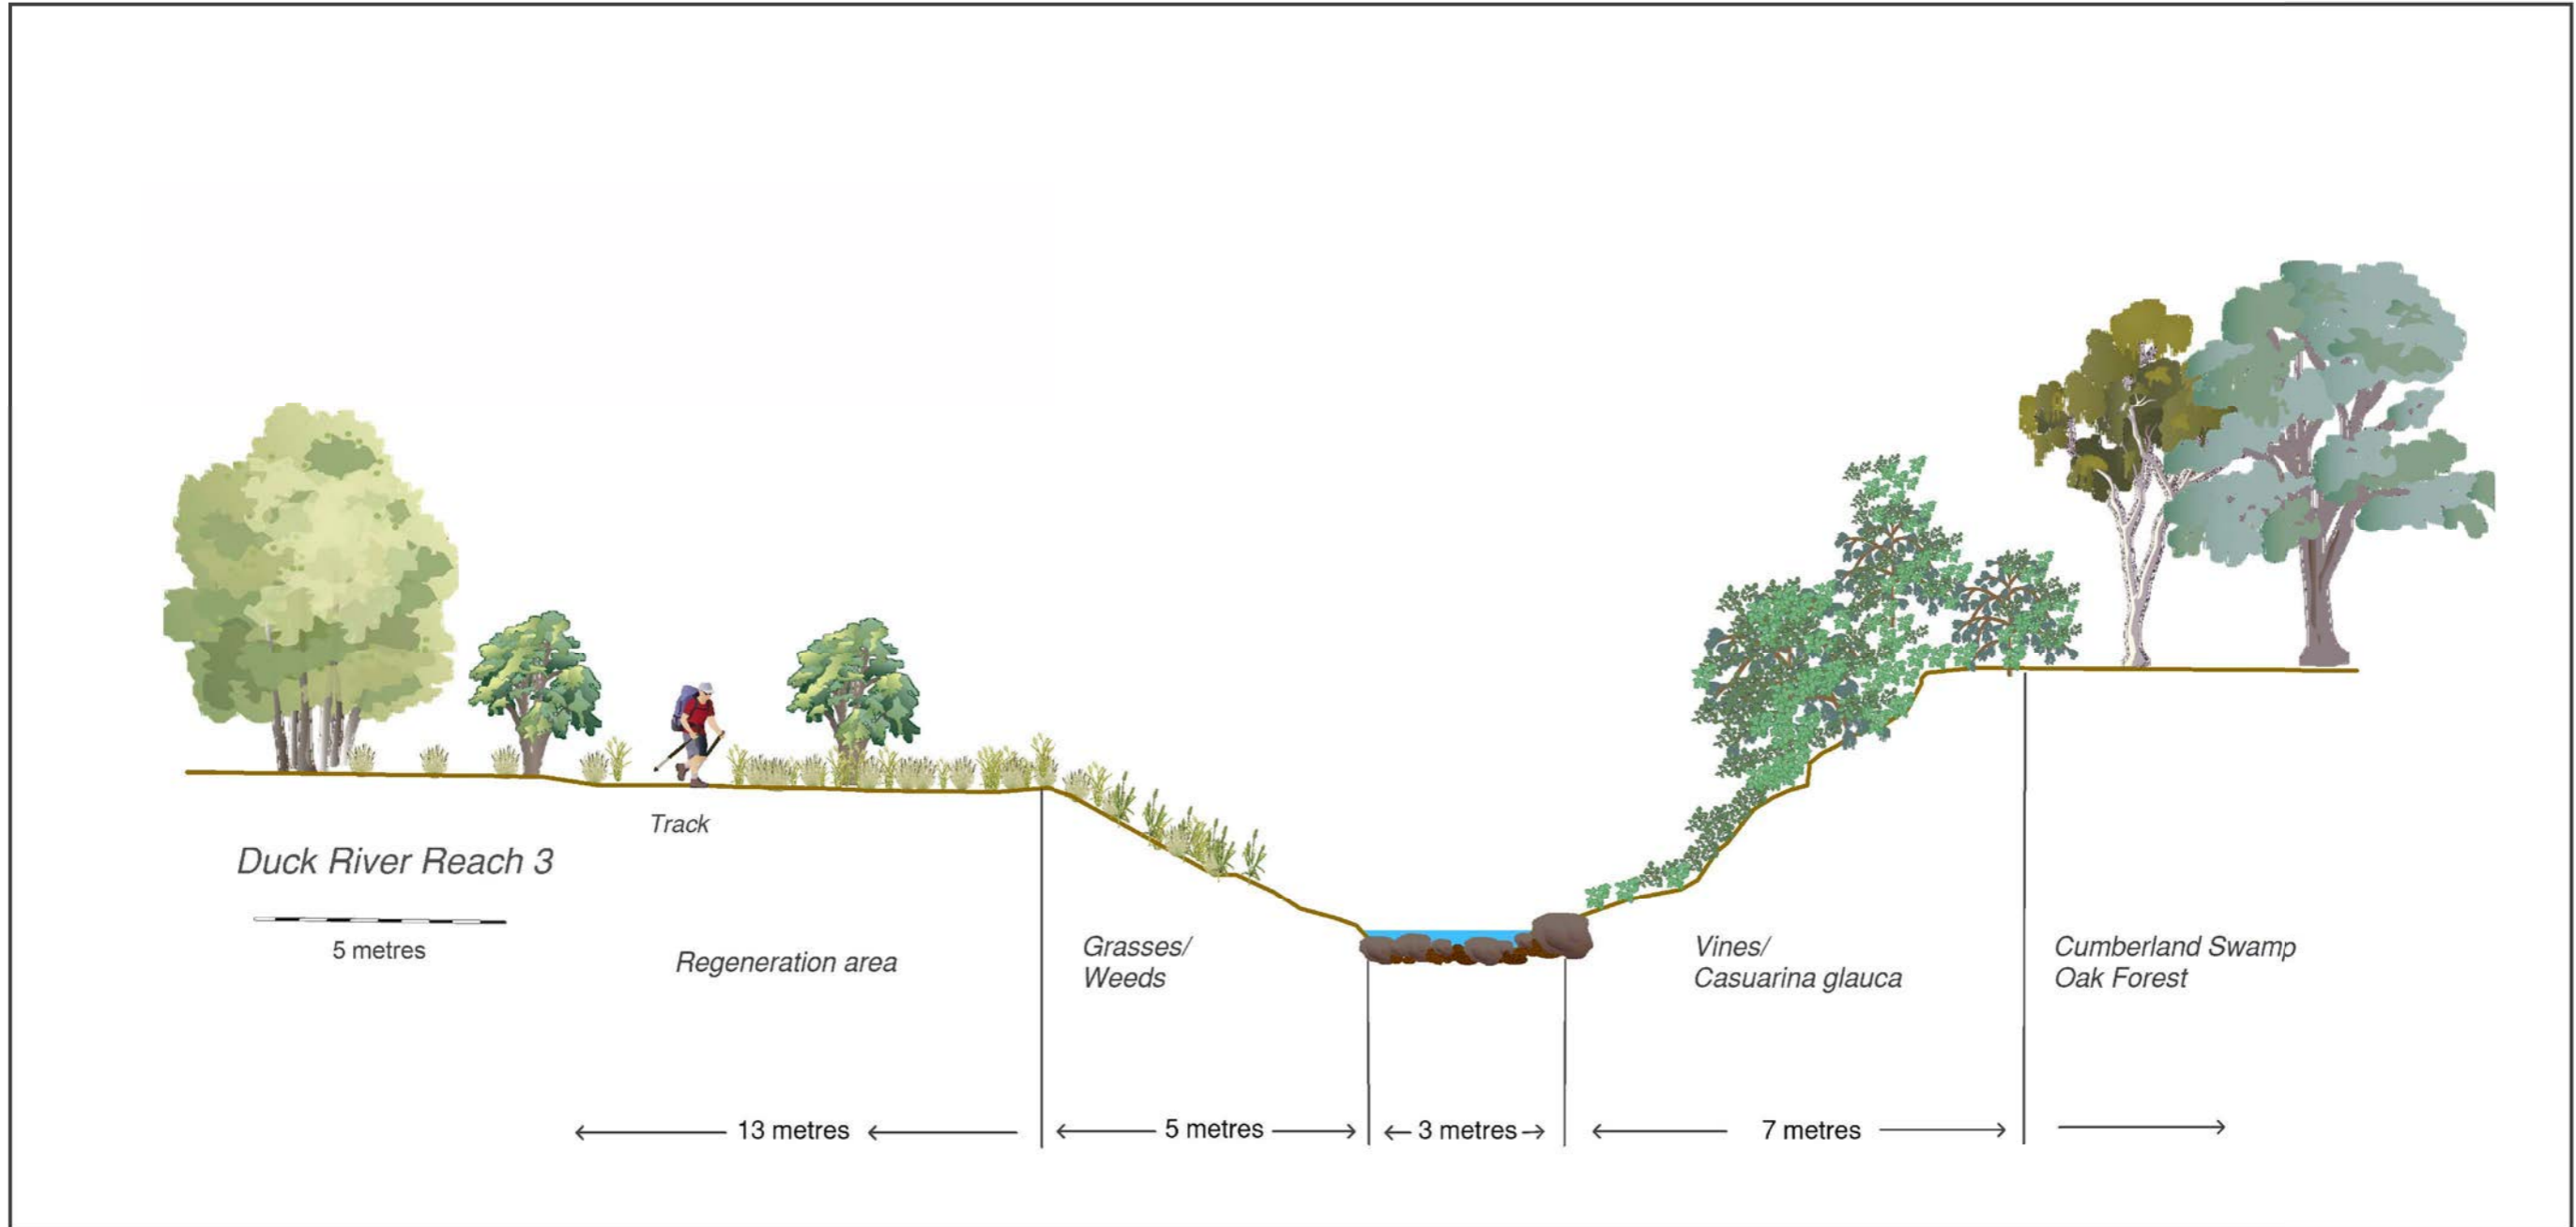 Track
Duck River Reach 3
5 metres
Regeneration area
Grasses/
Weeds
Vines/
Casuarina glauca
Cumberland Swamp
Oak Forest
13 metres
5 metres
3 metres
7 metres